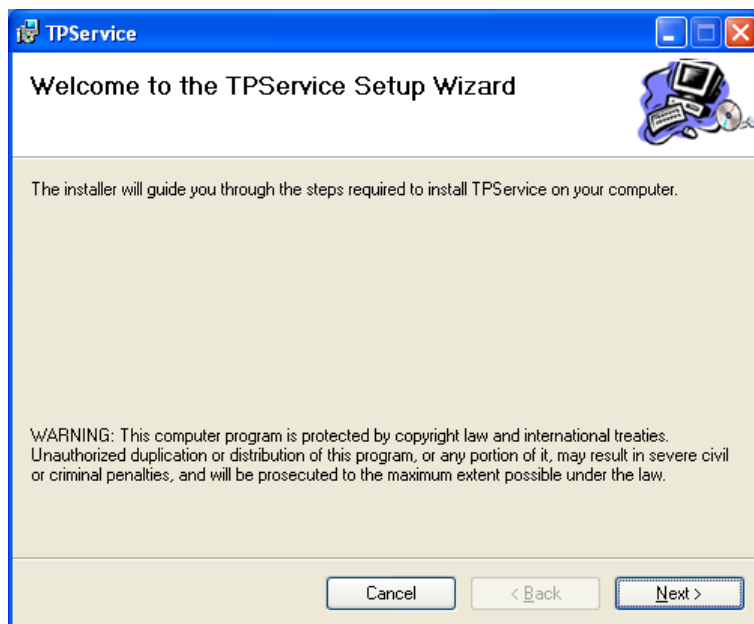 TPService
Welcome to the TPService Setup Wizard
The installer will guide you through the steps required to install TPService on your computer.
WARNING: This computer program is protected by copyright law and international treaties.
Unauthorized duplication or distribution of this program, or any portion of it, may result in severe civil
or criminal penalties, and will be prosecuted to the maximum extent possible under the law.
Cancel
< Back
Next >